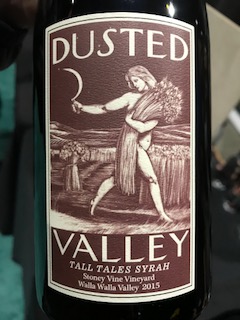 DUSTED
VALLEY
TALL TALES SYRAH
Stoney Vine Vineyard
Walla Walla Valley 2015